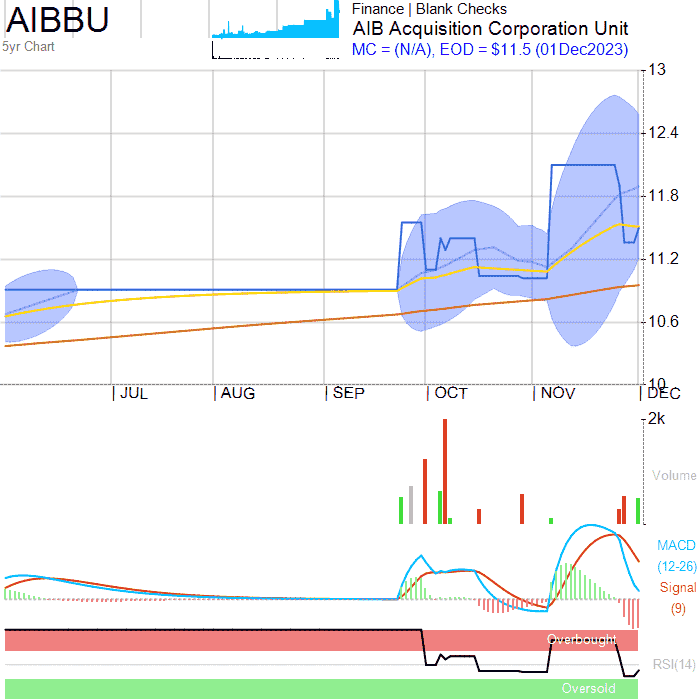 AIBBU
5yr Chart
Finance | Blank Checks
AIB Acquisition Corporation Unit
MC = (N/A), EOD = $11.5 (01Dec2023)
13
12.4
11.8
11.2
10.6
10
JUL AUG SEP OCT NOV DEC
2k
Volume
MACD
(12-26)
Signal
(9)
Overbought
RSI(14)
Oversold